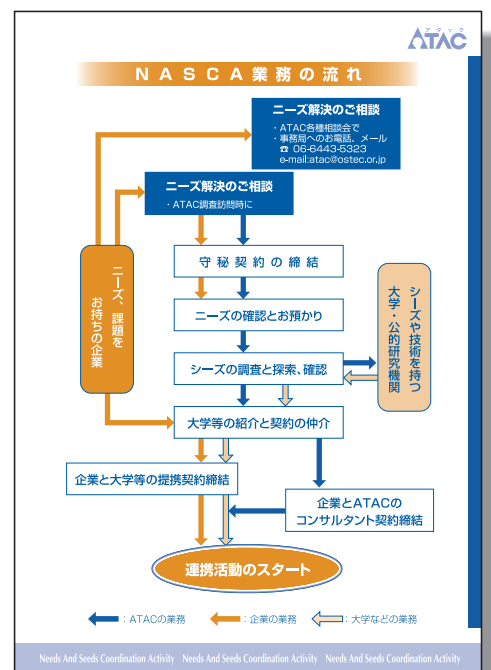 アタック
ATAC
NASCA業務の流れ
ニーズ解決のご相談
・ATAC各種相談会で
・事務局へのお電話、メール
☎ 06-6443-5323
e-mail:atac@ostec.or.jp
ニーズ解決のご相談
・ATAC調査訪問時に
守秘契約の締結
ニーズ、課題を
お持ちの企業
シーズや技術を持つ
大学・公的研究機関
ニーズの確認とお預かり
シーズの調査と探索、確認
大学等の紹介と契約の仲介
企業と大学等の提携契約締結
企業とATACの
コンサルタント契約締結
連携活動のスタート
：ATACの業務 ：企業の業務 ：大学などの業務
Needs And Seeds Coordination Activity Needs And Seeds Coordination Activity Needs And Seeds Coordination Activity